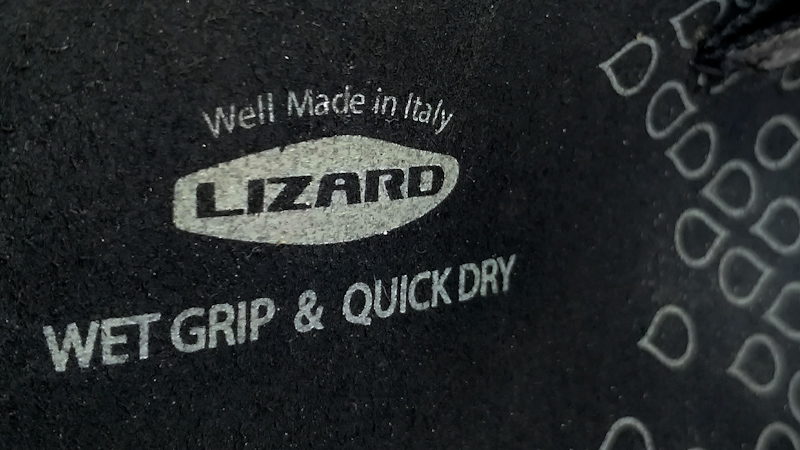 Well Made in Italy
LIZARD
WET GRIP & QUICK DRY